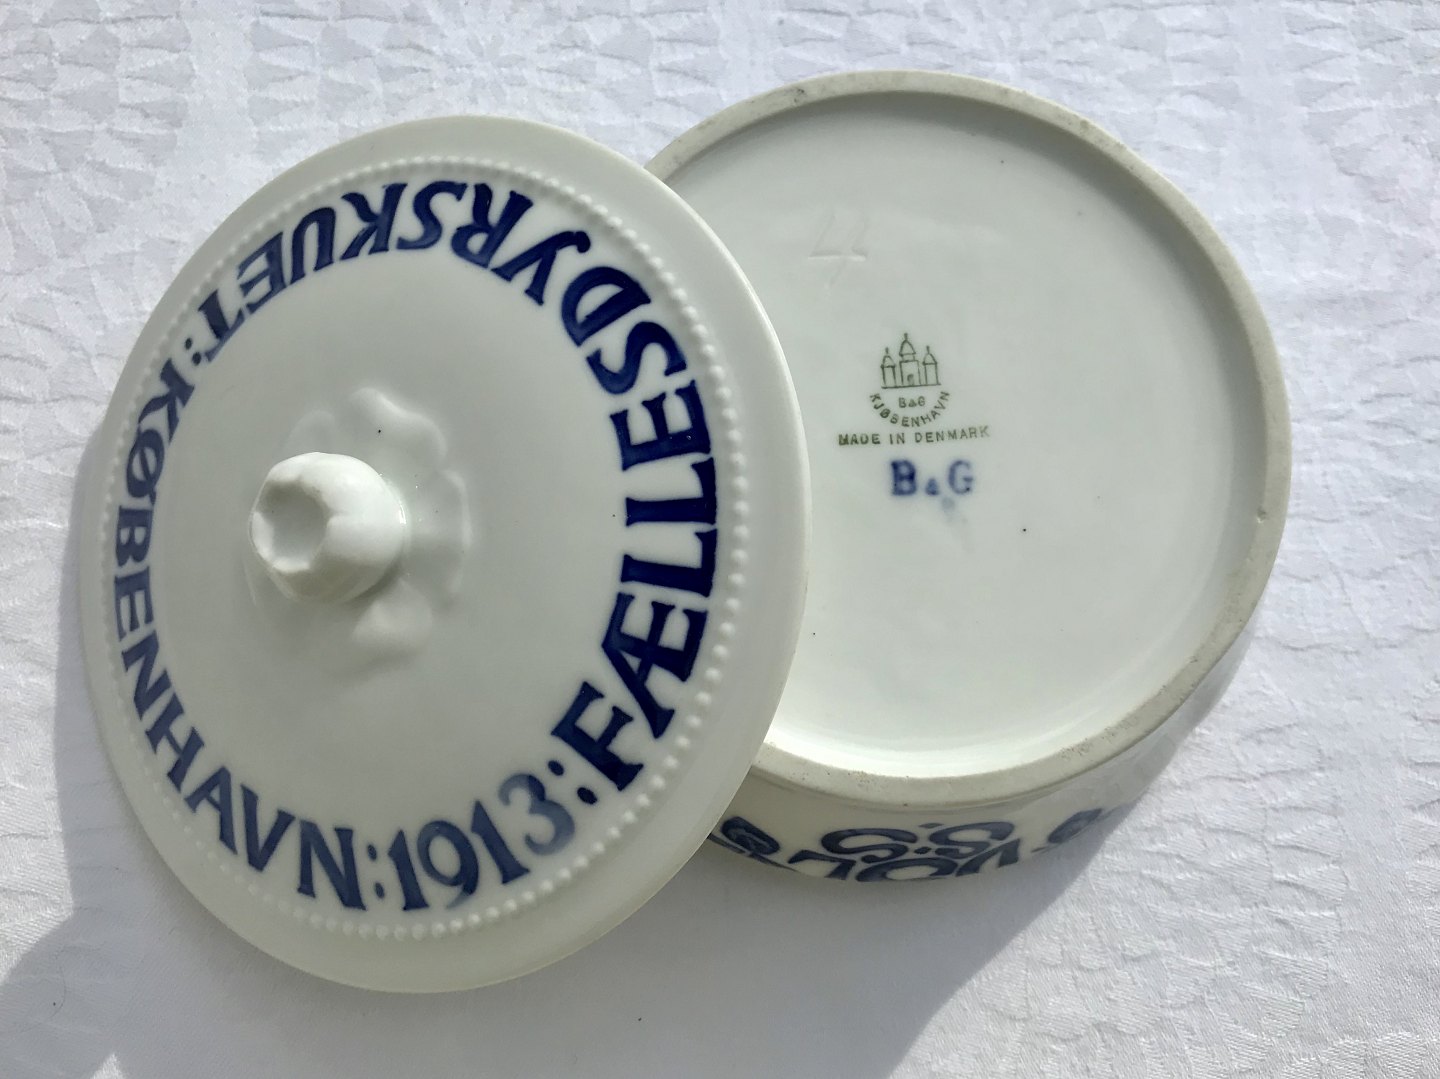 FÆLLESDYRSKUET: KØBENHAVN: 1913:
4
B&G
KJØBENHAVN
MADE IN DENMARK
B&G